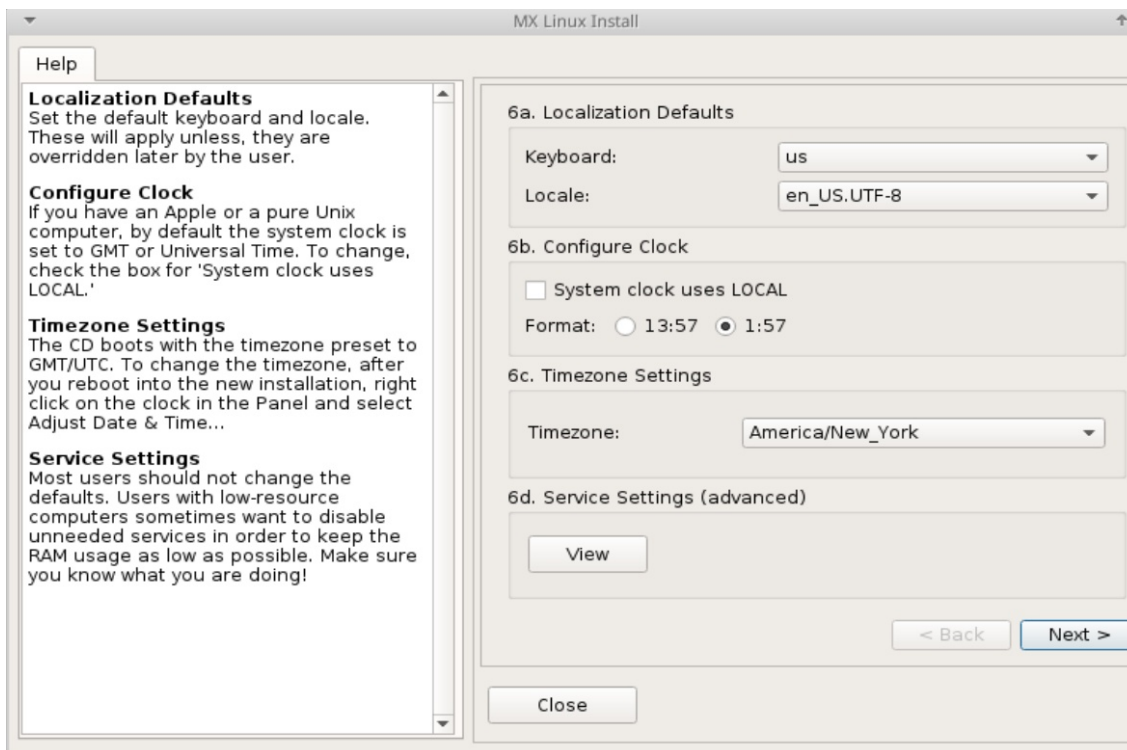 MX Linux Install
Help
Localization Defaults
Set the default keyboard and locale.
These will apply unless, they are
overridden later by the user.
Configure Clock
If you have an Apple or a pure Unix
computer, by default the system clock is
set to GMT or Universal Time. To change,
check the box for 'System clock uses
LOCAL.'
Timezone Settings
The CD boots with the timezone preset to
GMT/UTC. To change the timezone, after
you reboot into the new installation, right
click on the clock in the Panel and select
Adjust Date & Time...
Service Settings
Most users should not change the
defaults. Users with low-resource
computers sometimes want to disable
unneeded services in order to keep the
RAM usage as low as possible. Make sure
you know what you are doing!
6a. Localization Defaults
Keyboard: us
Locale: en_US.UTF-8
6b. Configure Clock
System clock uses LOCAL
Format: 13:57 1:57
6c. Timezone Settings
Timezone: America/New_York
6d. Service Settings (advanced)
View
< Back Next >
Close